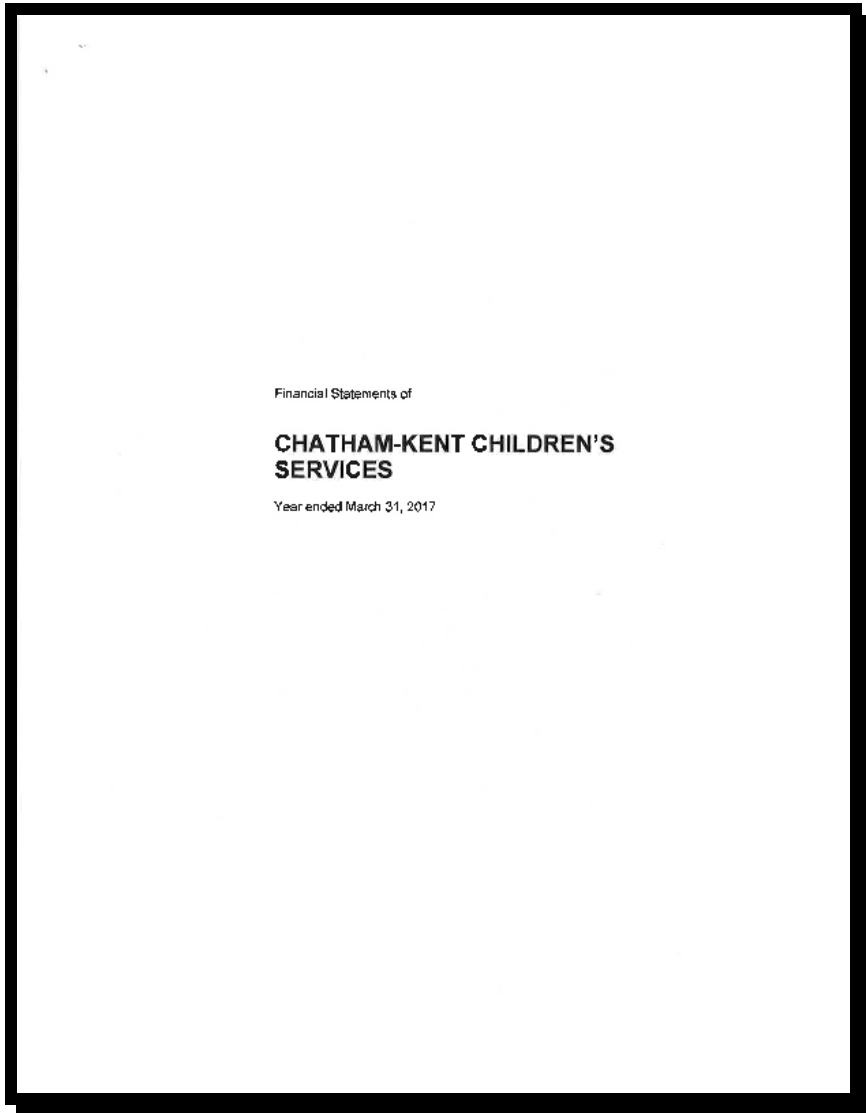 Financial Statements of
CHATHAM-KENT CHILDREN'S
SERVICES
Year ended March 31, 2017